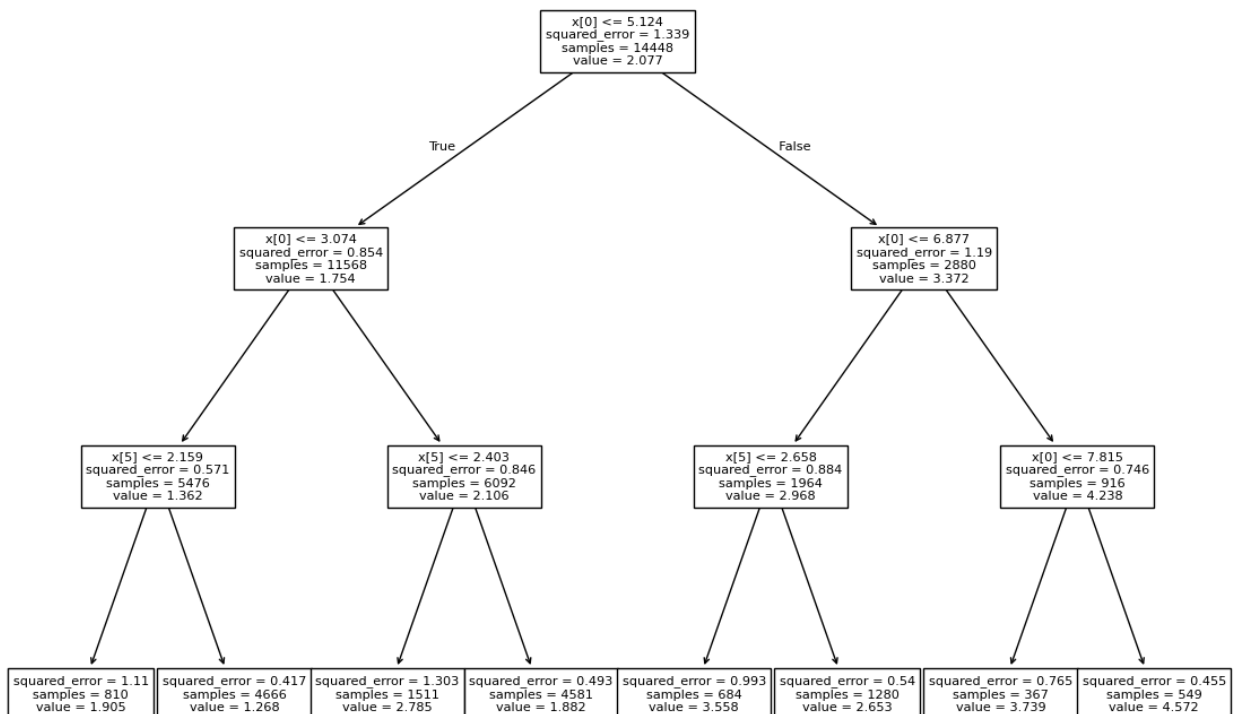 x[0] <= 5.124
squared_error = 1.339
samples = 14448
value = 2.077
True
False
x[0] <= 3.074
squared_error = 0.854
samples = 11568
value = 1.754
x[0] <= 6.877
squared_error = 1.19
samples = 2880
value = 3.372
x[5] <= 2.159
squared_error = 0.571
samples = 5476
value = 1.362
x[5] <= 2.403
squared_error = 0.846
samples = 6092
value = 2.106
x[5] <= 2.658
squared_error = 0.884
samples = 1964
value = 2.968
x[0] <= 7.815
squared_error = 0.746
samples = 916
value = 4.238
squared_error = 1.11
samples = 810
value = 1.905
squared_error = 0.417
samples = 4666
value = 1.268
squared_error = 1.303
samples = 1511
value = 2.785
squared_error = 0.493
samples = 4581
value = 1.882
squared_error = 0.993
samples = 684
value = 3.558
squared_error = 0.54
samples = 1280
value = 2.653
squared_error = 0.765
samples = 367
value = 3.739
squared_error = 0.455
samples = 549
value = 4.572